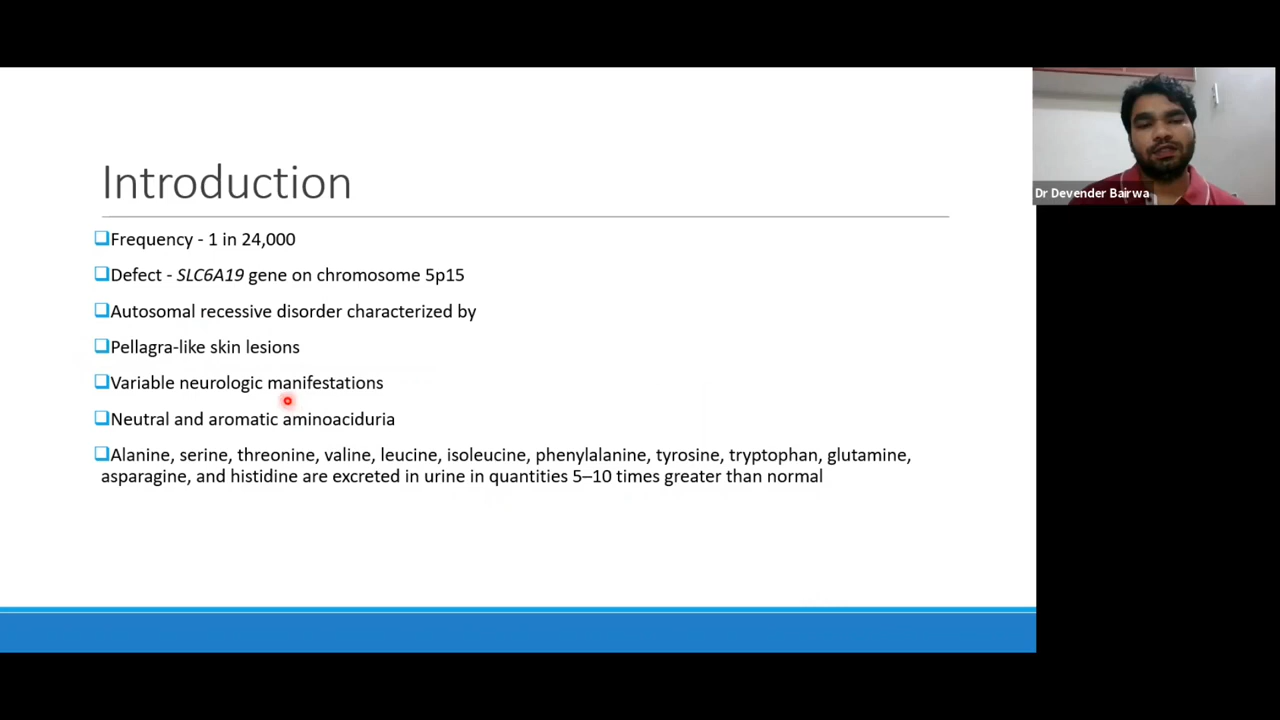 Introduction
Frequency - 1 in 24,000
Defect - SLC6A19 gene on chromosome 5p15
Autosomal recessive disorder characterized by
Pellagra-like skin lesions
Variable neurologic manifestations
Neutral and aromatic aminoaciduria
Alanine, serine, threonine, valine, leucine, isoleucine, phenylalanine, tyrosine, tryptophan, glutamine,
asparagine, and histidine are excreted in urine in quantities 5–10 times greater than normal
Dr Devender Bairwa